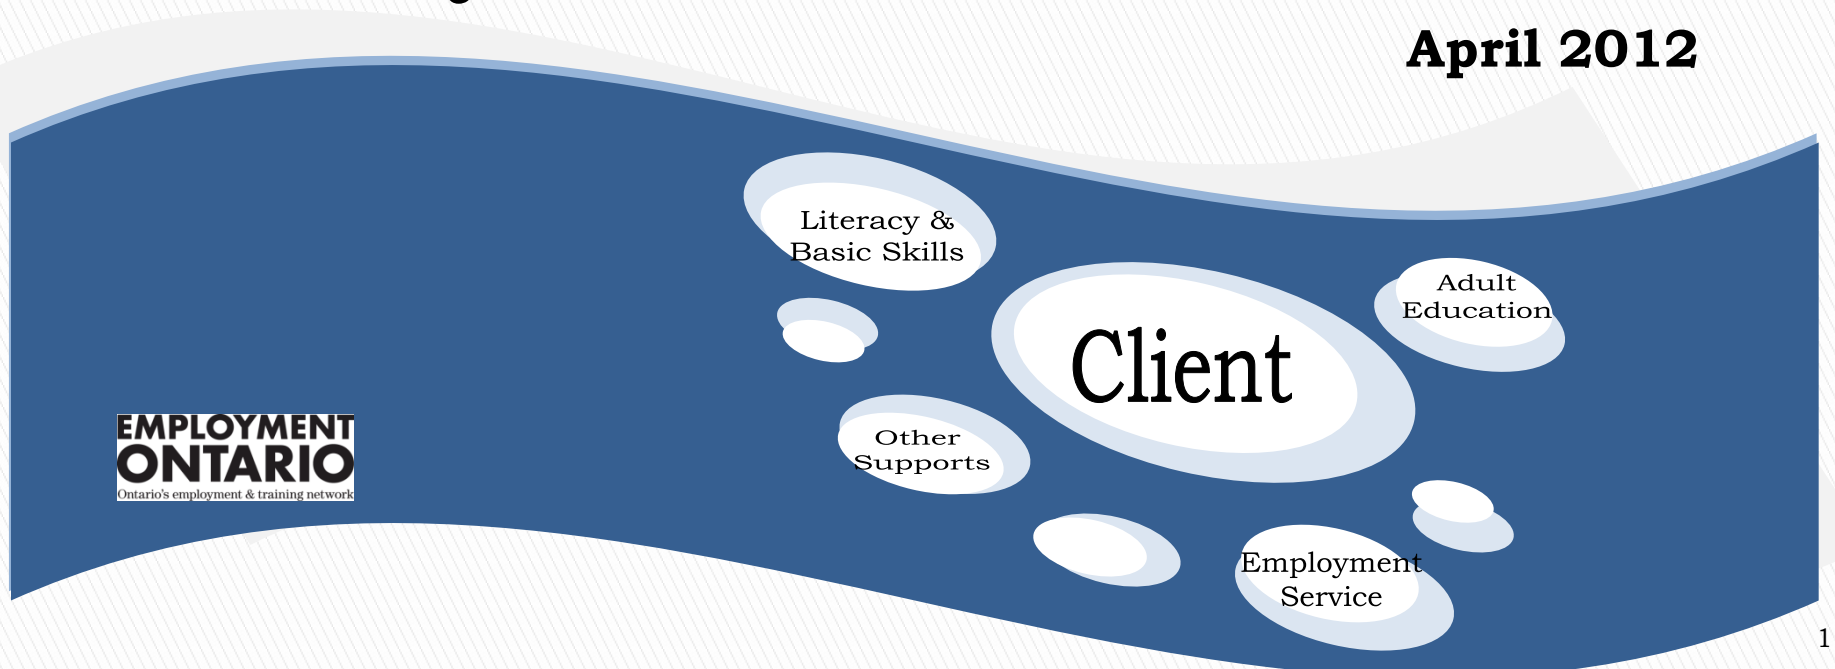 April 2012
Literacy &
Basic Skills
Adult
Education
Client
Other
Supports
EMPLOYMENT
ONTARIO
Ontario's employment & training network
Employment
Service
1